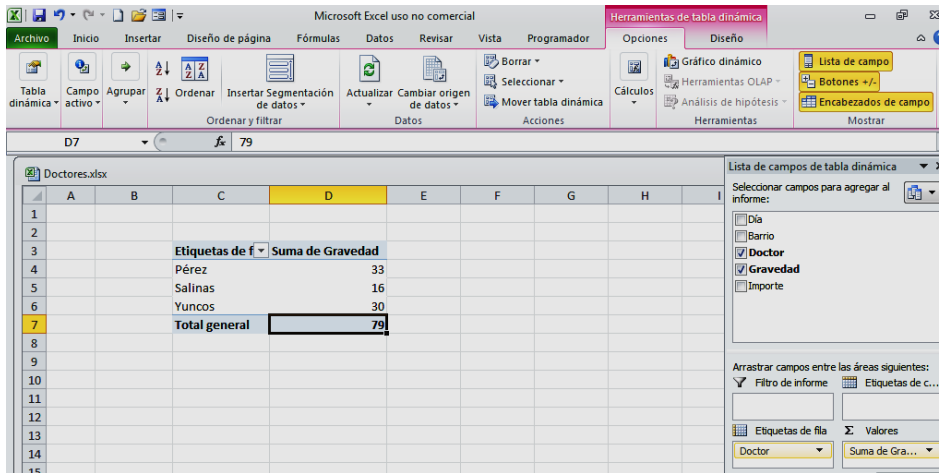 Microsoft Excel uso no comercial
Herramientas de tabla dinámica
Archivo Inicio Insertar Diseño de página Fórmulas Datos Revisar Vista Programador Opciones Diseño
Tabla dinámica
Campo activo
Agrupar
Ordenar
Insertar Segmentación de datos
Ordenar y filtrar
Actualizar
Cambiar origen de datos
Datos
Borrar
Seleccionar
Mover tabla dinámica
Acciones
Cálculos
Gráfico dinámico
Herramientas OLAP
Análisis de hipótesis
Herramientas
Lista de campo
Botones +/-
Encabezados de campo
Mostrar
D7 fx 79
Doctores.xlsx
A B C D E F G H I
1
2
3 Etiquetas de f Suma de Gravedad
4 Pérez 33
5 Salinas 16
6 Yuncos 30
7 Total general 79
8
9
10
11
12
13
14
15
Lista de campos de tabla dinámica
Seleccionar campos para agregar al
informe:
Día
Barrio
Doctor
Gravedad
Importe
Arrastrar campos entre las áreas siguientes:
Filtro de informe Etiquetas de c...
Etiquetas de fila Σ Valores
Doctor Suma de Gra...